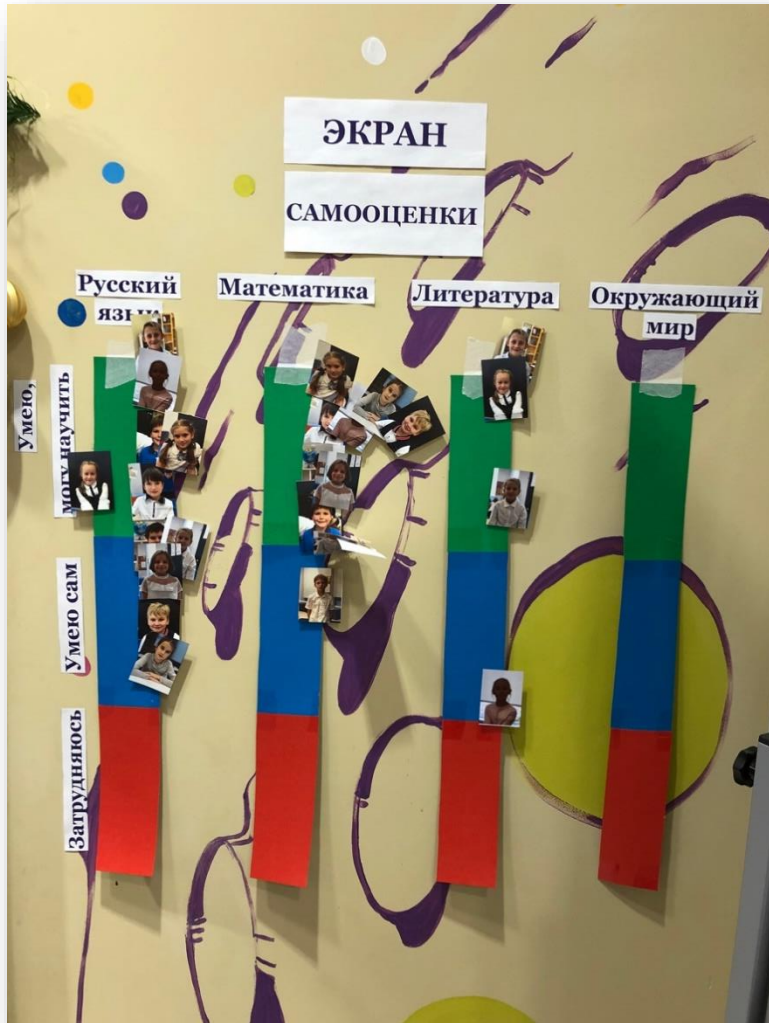 ЭКРАН
САМООЦЕНКИ
Русский
язык
Математика
Литература
Окружающий
мир
Умею,
могу научить
Умею сам
Затрудняюсь